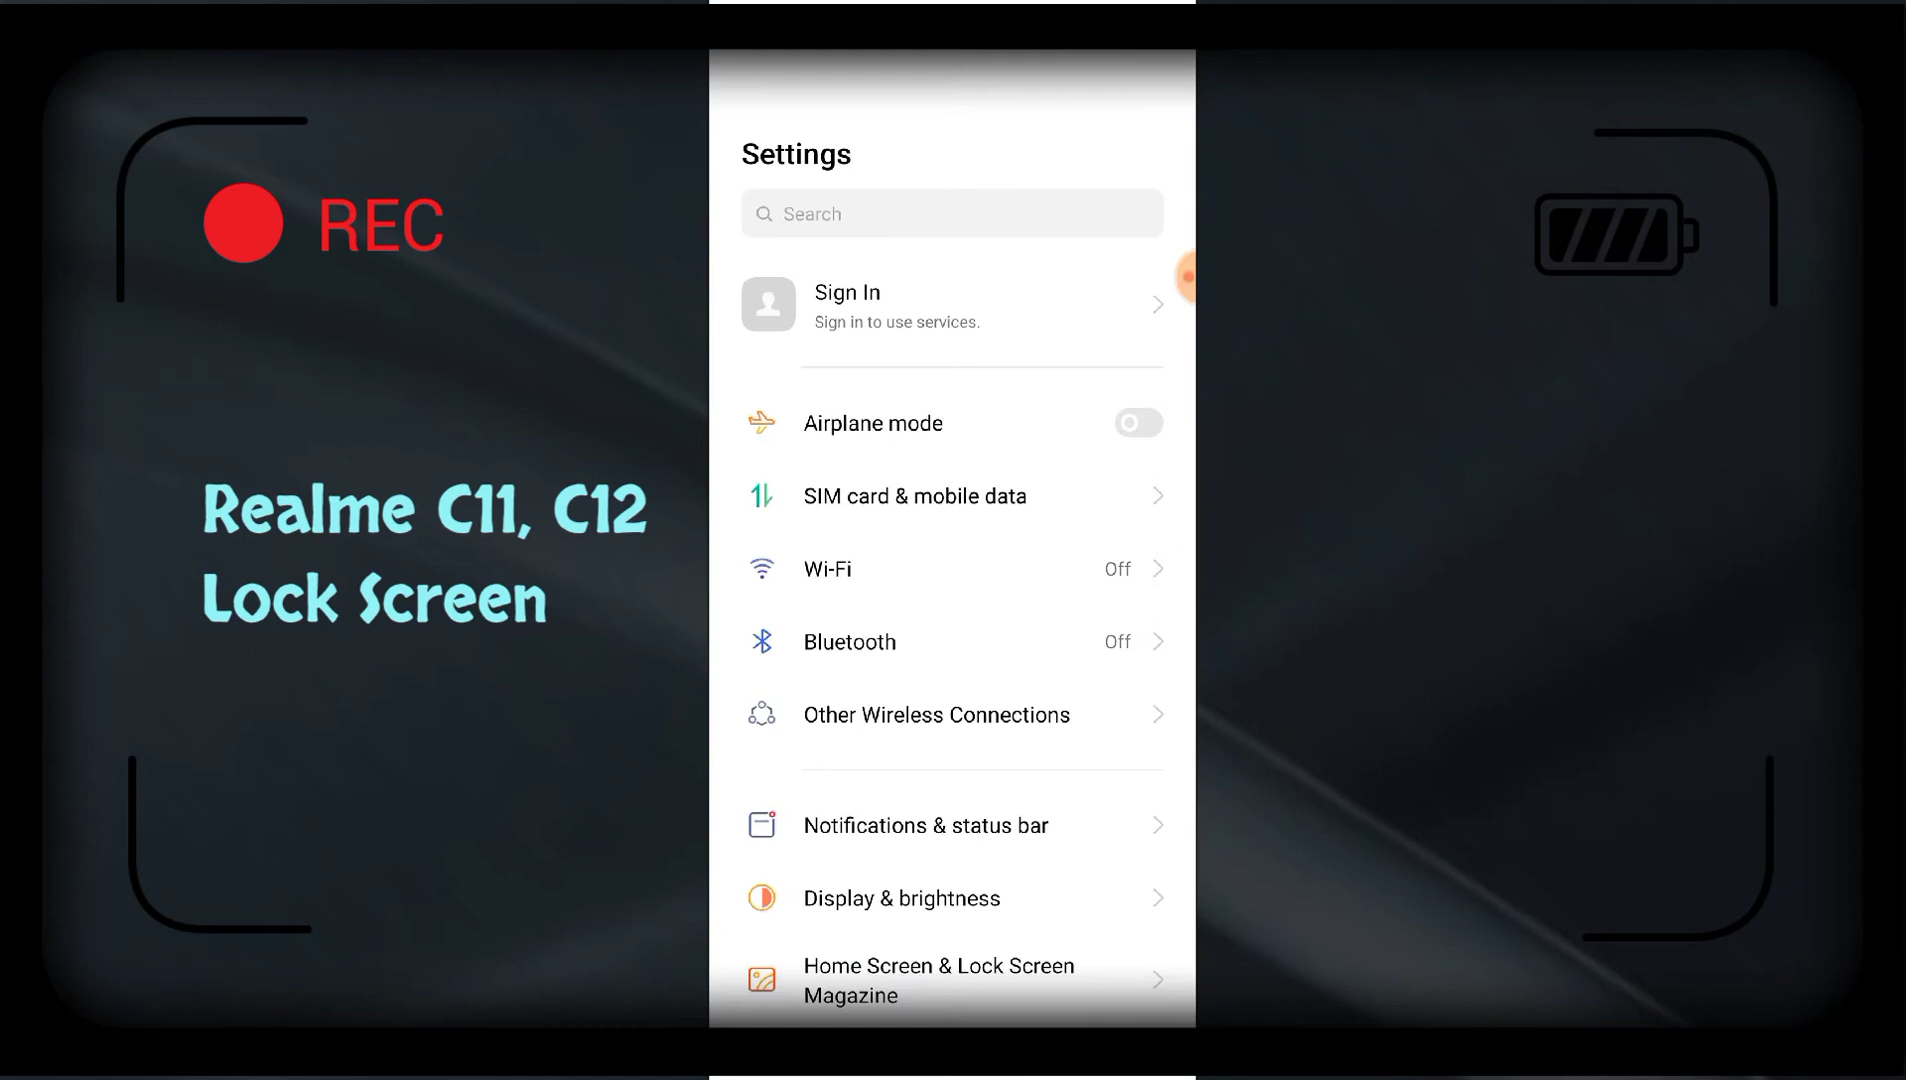 REC
Realme C11, C12
Lock Screen
Settings
Search
Sign In
Sign in to use services.
Airplane mode
SIM card & mobile data
Wi-Fi Off
Bluetooth Off
Other Wireless Connections
Notifications & status bar
Display & brightness
Home Screen & Lock Screen
Magazine